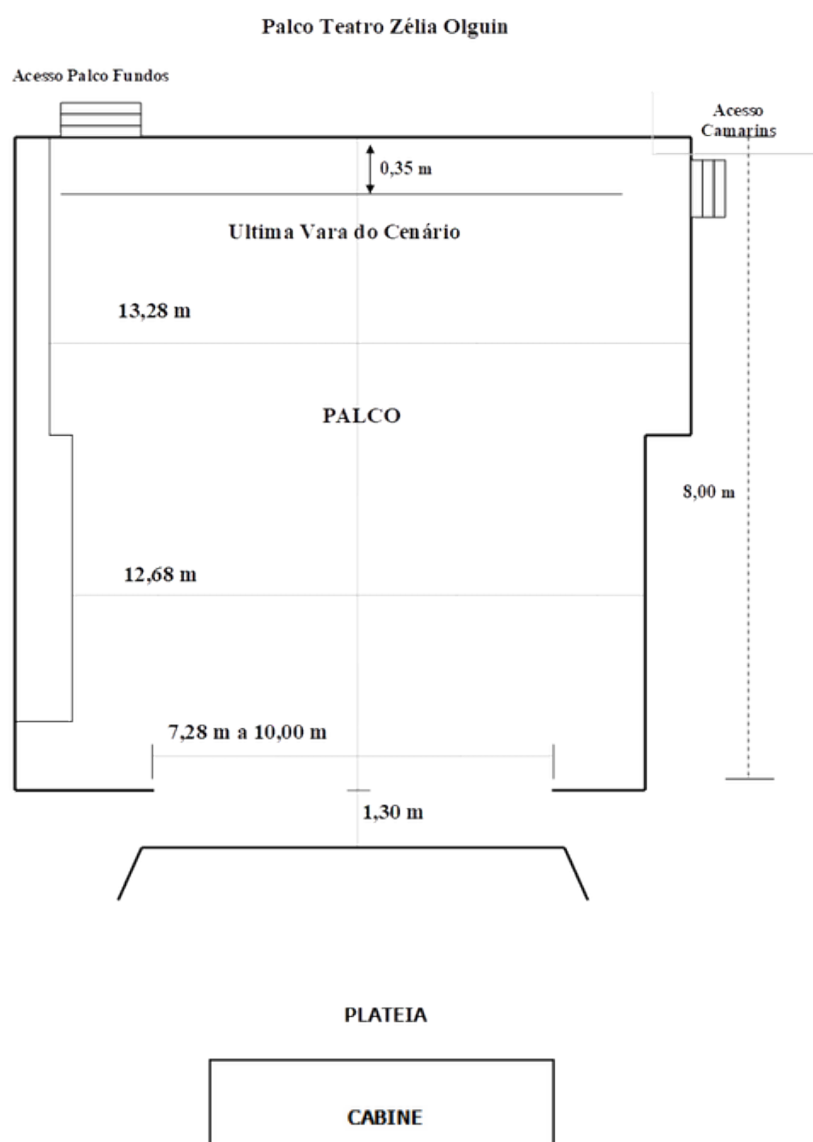 Palco Teatro Zélia Olguin
Acesso Palco Fundos
Acesso
Camarins
0,35 m
Ultima Vara do Cenário
13,28 m
PALCO
8,00 m
12,68 m
7,28 m a 10,00 m
1,30 m
PLATEIA
CABINE